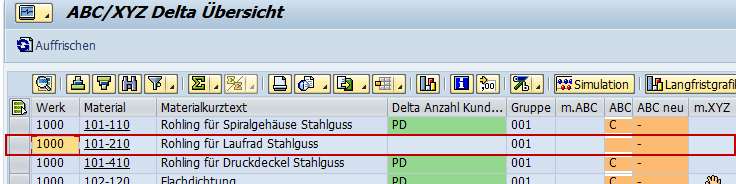 ABC/XYZ Delta Übersicht
Auffrischen
Simulation Langfristgrafi
Werk Material Materialkurztext Delta Anzahl Kund... Gruppe m.ABC ABC ABC neu m.XYZ
1000 101-110 Rohling für Spiralgehäuse Stahlguss PD 001 C -
1000 101-210 Rohling für Laufrad Stahlguss 001 -
1000 101-410 Rohling für Druckdeckel Stahlguss PD 001 C -
1000 102-120 Flachdichtung PD 001 -